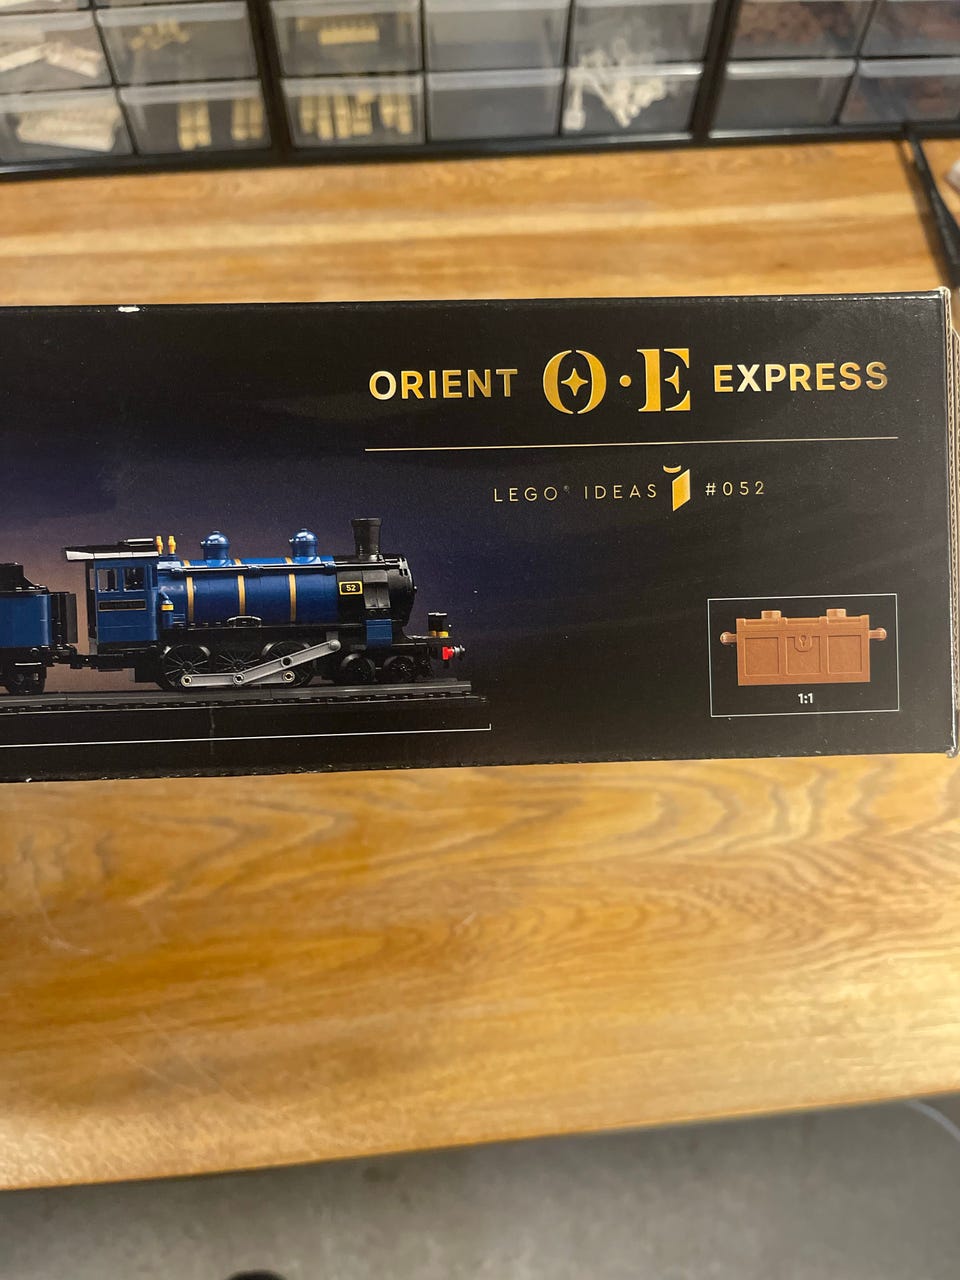 ORIENT O·E EXPRESS
LEGO® IDEAS #052
52
1:1